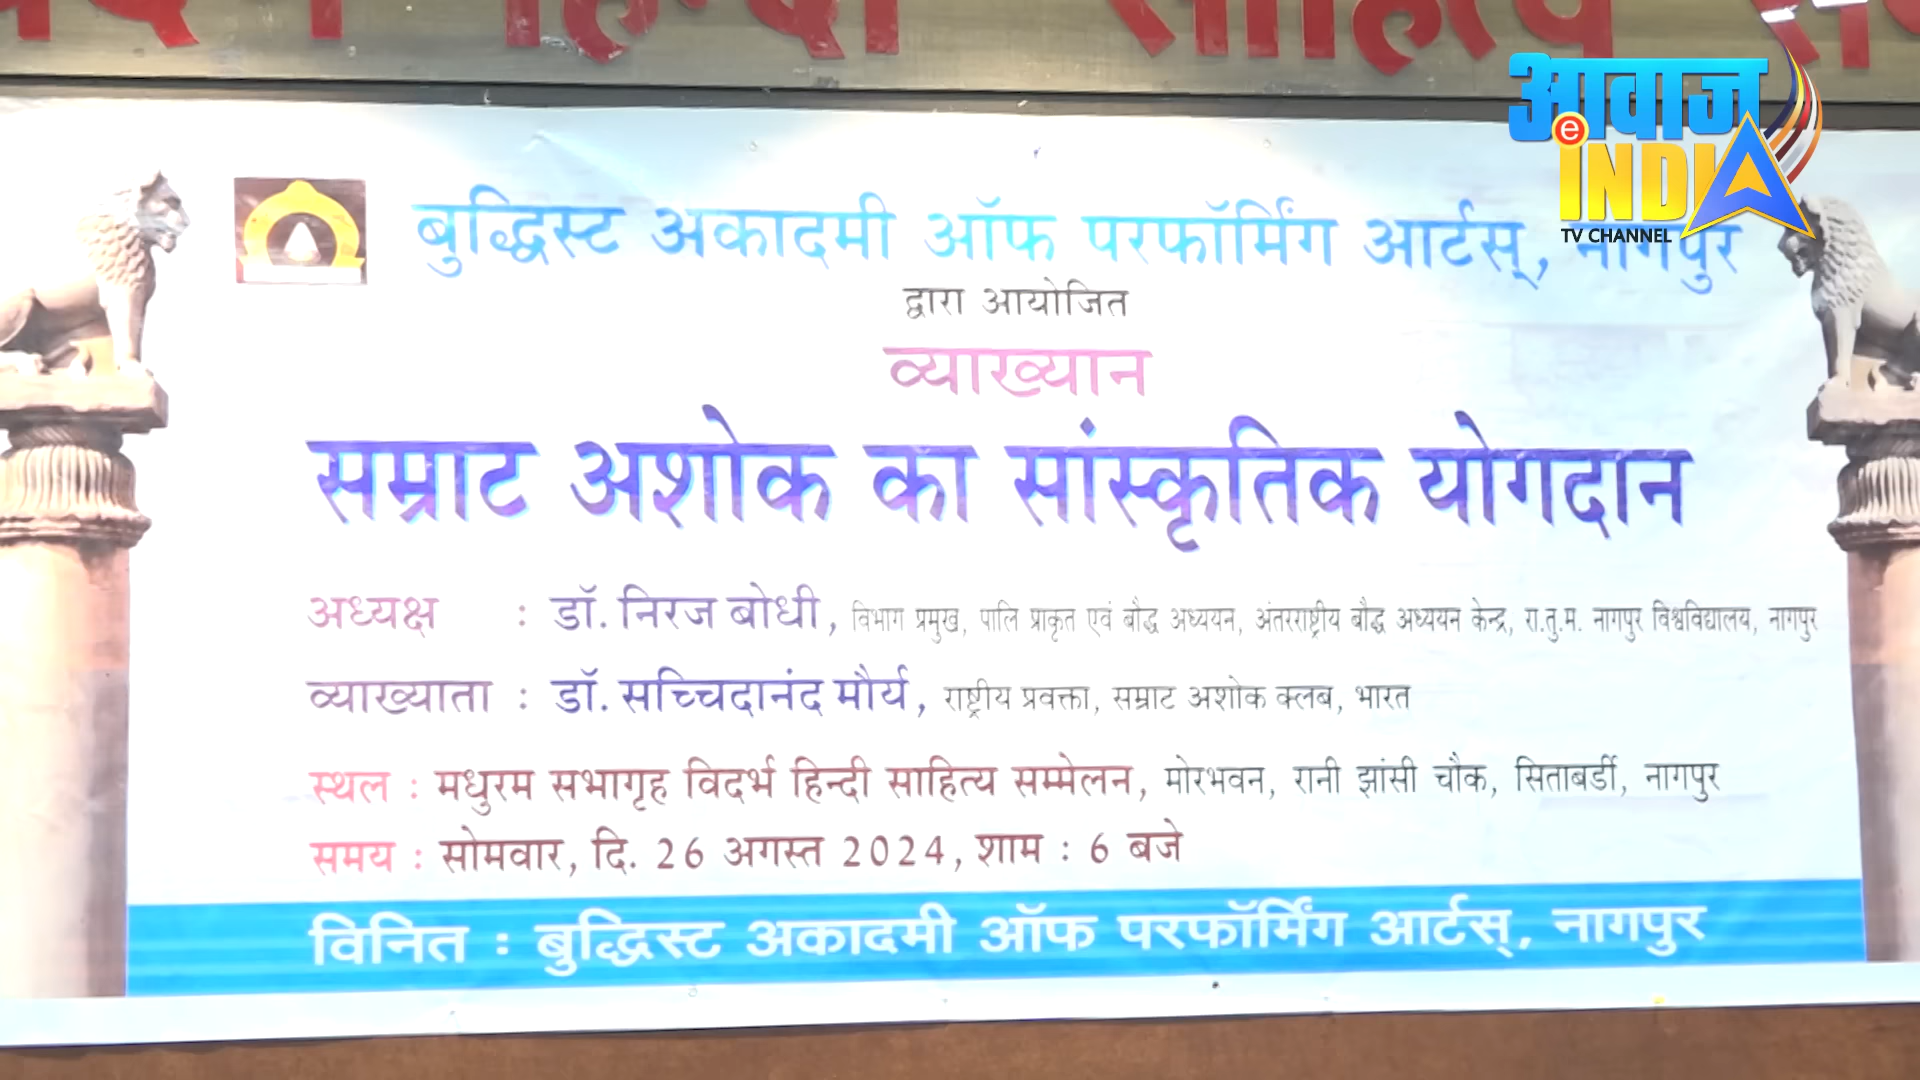 हिन्दी साहित्य
आवाज
e
INDIA
TV CHANNEL
बुद्धिस्ट अकादमी ऑफ परफॉर्मिंग आर्टस्, नागपुर
द्वारा आयोजित
व्याख्यान
सम्राट अशोक का सांस्कृतिक योगदान
अध्यक्ष : डॉ. निरज बोधी, विभाग प्रमुख, पालि प्राकृत एवं बौद्ध अध्ययन, अंतरराष्ट्रीय बौद्ध अध्ययन केन्द्र, रा.तु.म. नागपुर विश्वविद्यालय, नागपुर
व्याख्याता : डॉ. सच्चिदानंद मौर्य, राष्ट्रीय प्रवक्ता, सम्राट अशोक क्लब, भारत
स्थल : मधुरम सभागृह विदर्भ हिन्दी साहित्य सम्मेलन, मोरभवन, रानी झांसी चौक, सिताबर्डी, नागपुर
समय : सोमवार, दि. 26 अगस्त 2024, शाम : 6 बजे
विनित : बुद्धिस्ट अकादमी ऑफ परफॉर्मिंग आर्टस्, नागपुर